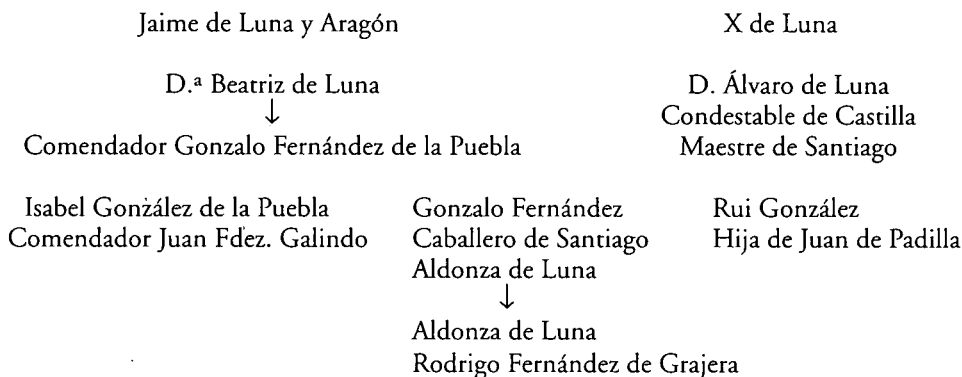 Jaime de Luna y Aragón X de Luna
D.ª Beatriz de Luna D. Álvaro de Luna
↓ Condestable de Castilla
Comendador Gonzalo Fernández de la Puebla Maestre de Santiago
Isabel González de la Puebla Gonzalo Fernández Rui González
Comendador Juan Fdez. Galindo Caballero de Santiago Hija de Juan de Padilla
Aldonza de Luna
↓
Aldonza de Luna
Rodrigo Fernández de Grajera